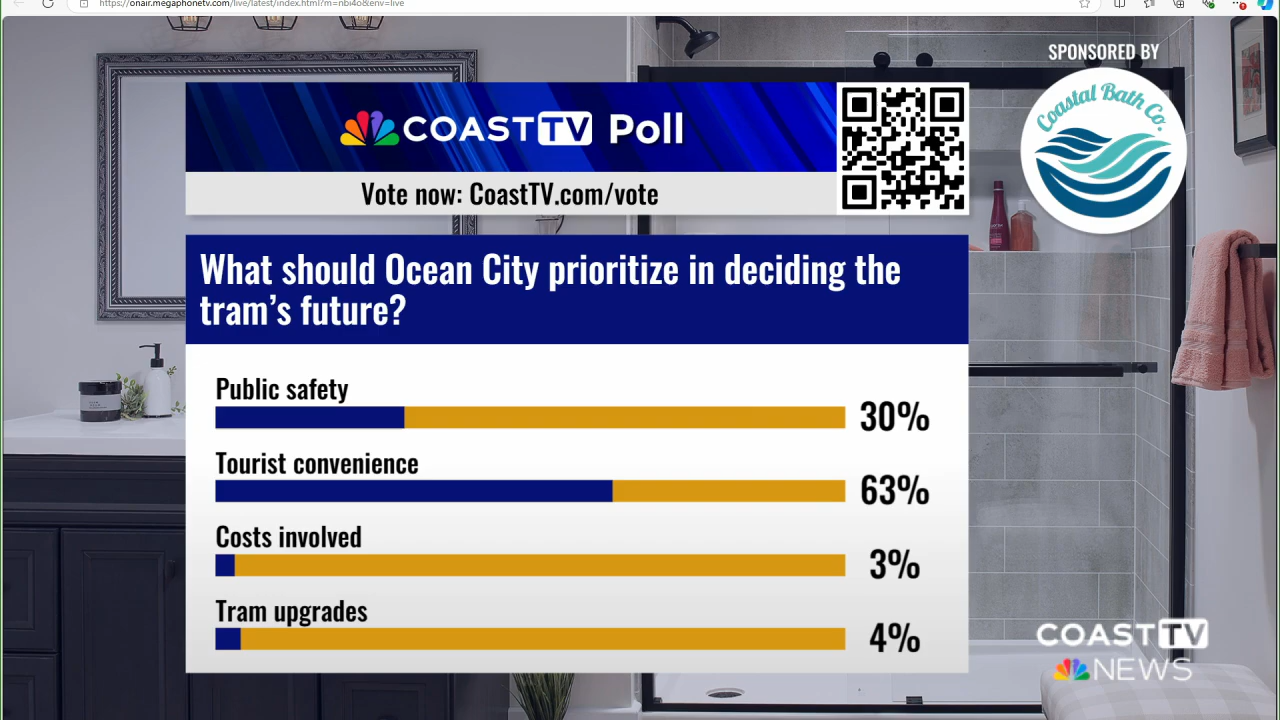 https://onair.megaphonetv.com/live/latest/index.html?m=nbi4o&env=live
SPONSORED BY
Coastal Bath Co.
COAST TV Poll
Vote now: CoastTV.com/vote
What should Ocean City prioritize in deciding the
tram's future?
Public safety
30%
Tourist convenience
63%
Costs involved
3%
Tram upgrades
4%
COAST TV
NEWS